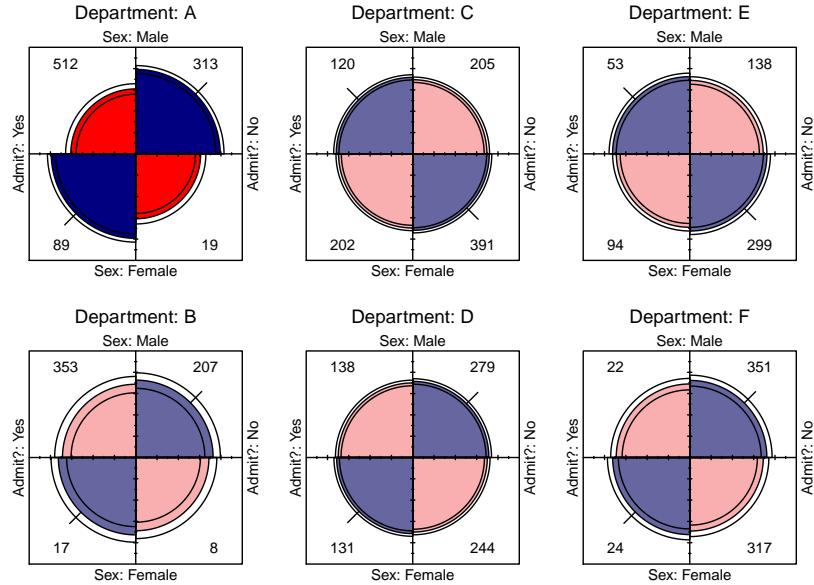 Department: A
Sex: Male
512 313
Admit?: Yes
Admit?: No
89 19
Sex: Female
Department: C
Sex: Male
120 205
Admit?: Yes
Admit?: No
202 391
Sex: Female
Department: E
Sex: Male
53 138
Admit?: Yes
Admit?: No
94 299
Sex: Female
Department: B
Sex: Male
353 207
Admit?: Yes
Admit?: No
17 8
Sex: Female
Department: D
Sex: Male
138 279
Admit?: Yes
Admit?: No
131 244
Sex: Female
Department: F
Sex: Male
22 351
Admit?: Yes
Admit?: No
24 317
Sex: Female